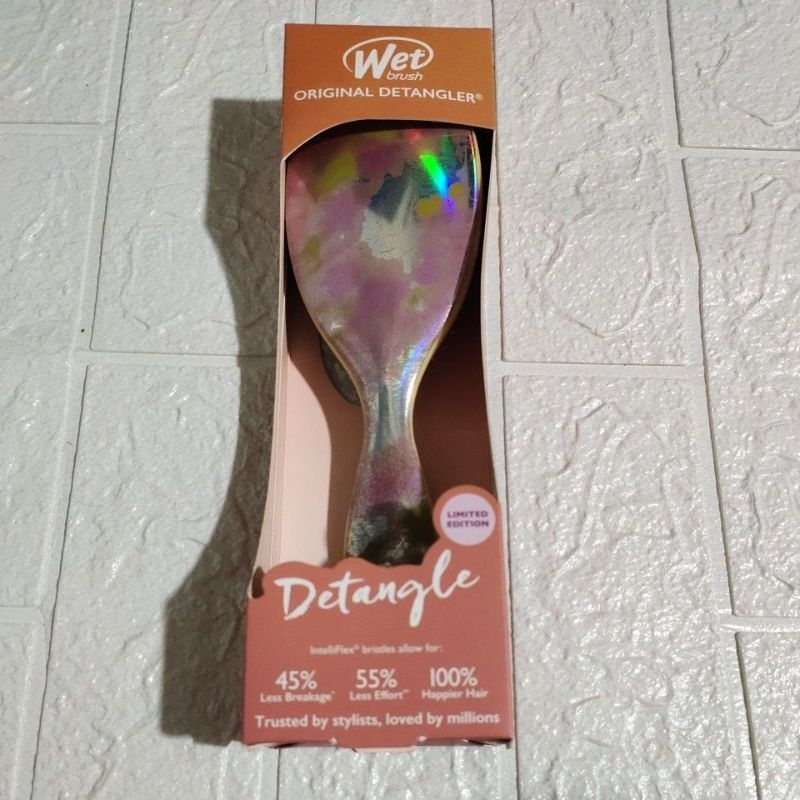 Wet
brush
ORIGINAL DETANGLER®
LIMITED
EDITION
Detangle
IntelliFlex® bristles allow for:
45% 55% 100%
Less Breakage* Less Effort** Happier Hair
Trusted by stylists, loved by millions